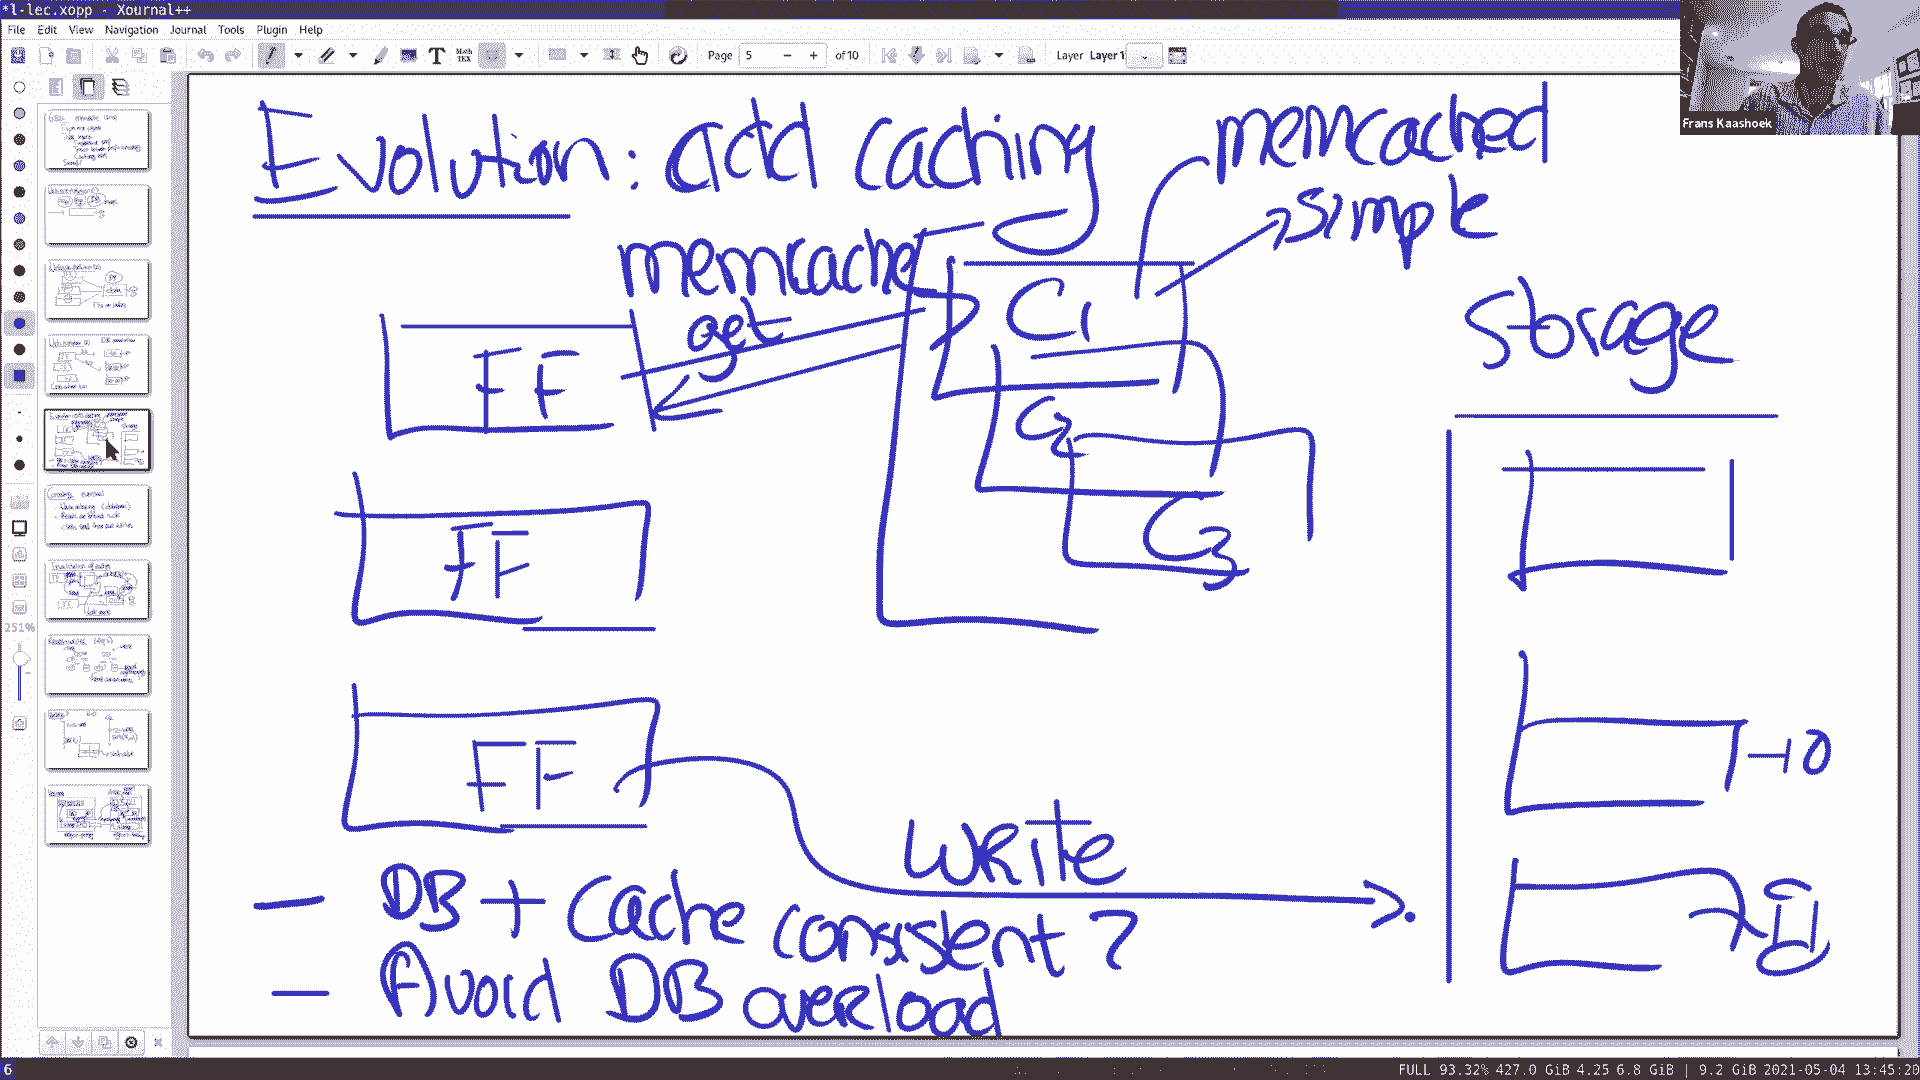 *l-lec.xopp - Xournal++
File Edit View Navigation Journal Tools Plugin Help
Page 5 of 10 Layer Layer 1
Frans Kaashoek
251%
Evolution: add caching
memcached
simple
memcache
get
C1
C2
C3
Storage
FE
FE
FE
WRITE
- DB + Cache consistent?
- Avoid DB overload
6
FULL 93.32% 427.0 GiB 4.25 6.8 GiB | 9.2 GiB 2021-05-04 13:45:20